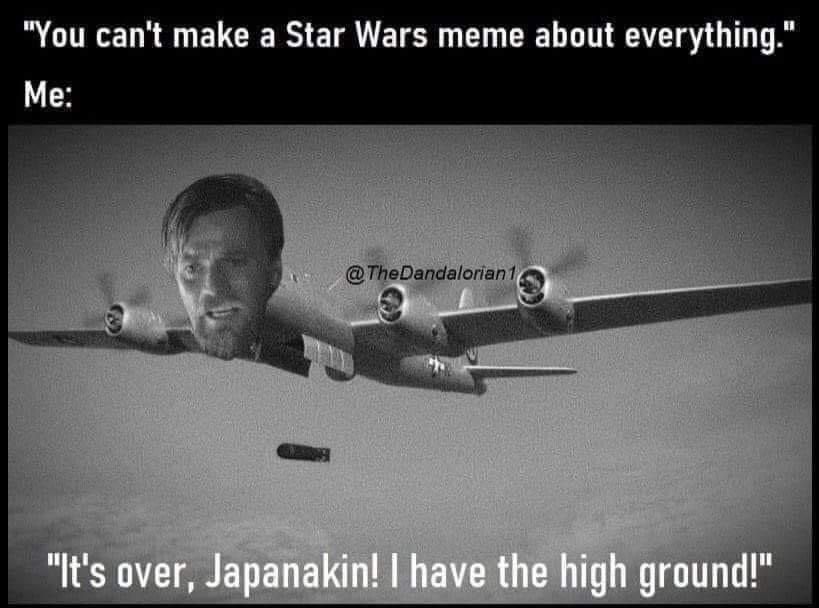 "You can't make a Star Wars meme about everything."
Me:
@TheDandalorian1
"It's over, Japanakin! I have the high ground!"